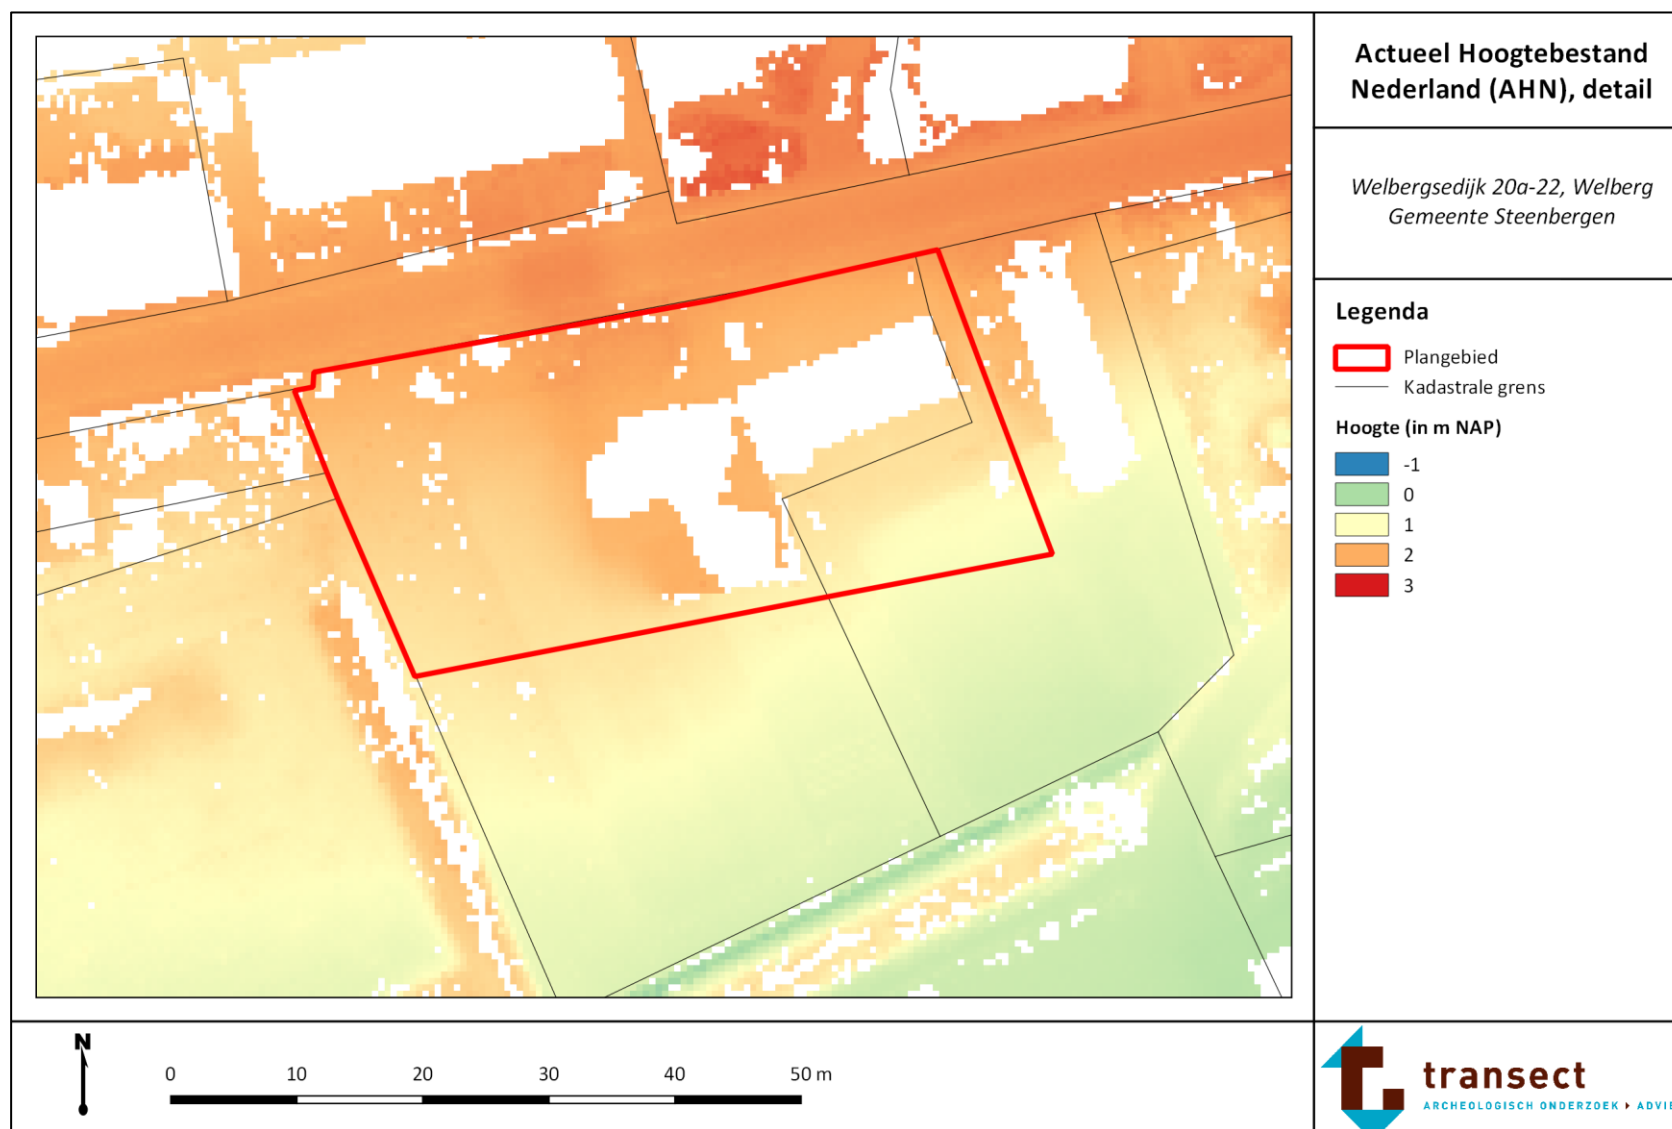 Actueel Hoogtebestand
Nederland (AHN), detail
Welbergsedijk 20a-22, Welberg
Gemeente Steenbergen
Legenda
Plangebied
Kadastrale grens
Hoogte (in m NAP)
-1
0
1
2
3
N
0 10 20 30 40 50 m
transect
ARCHEOLOGISCH ONDERZOEK ADVIE